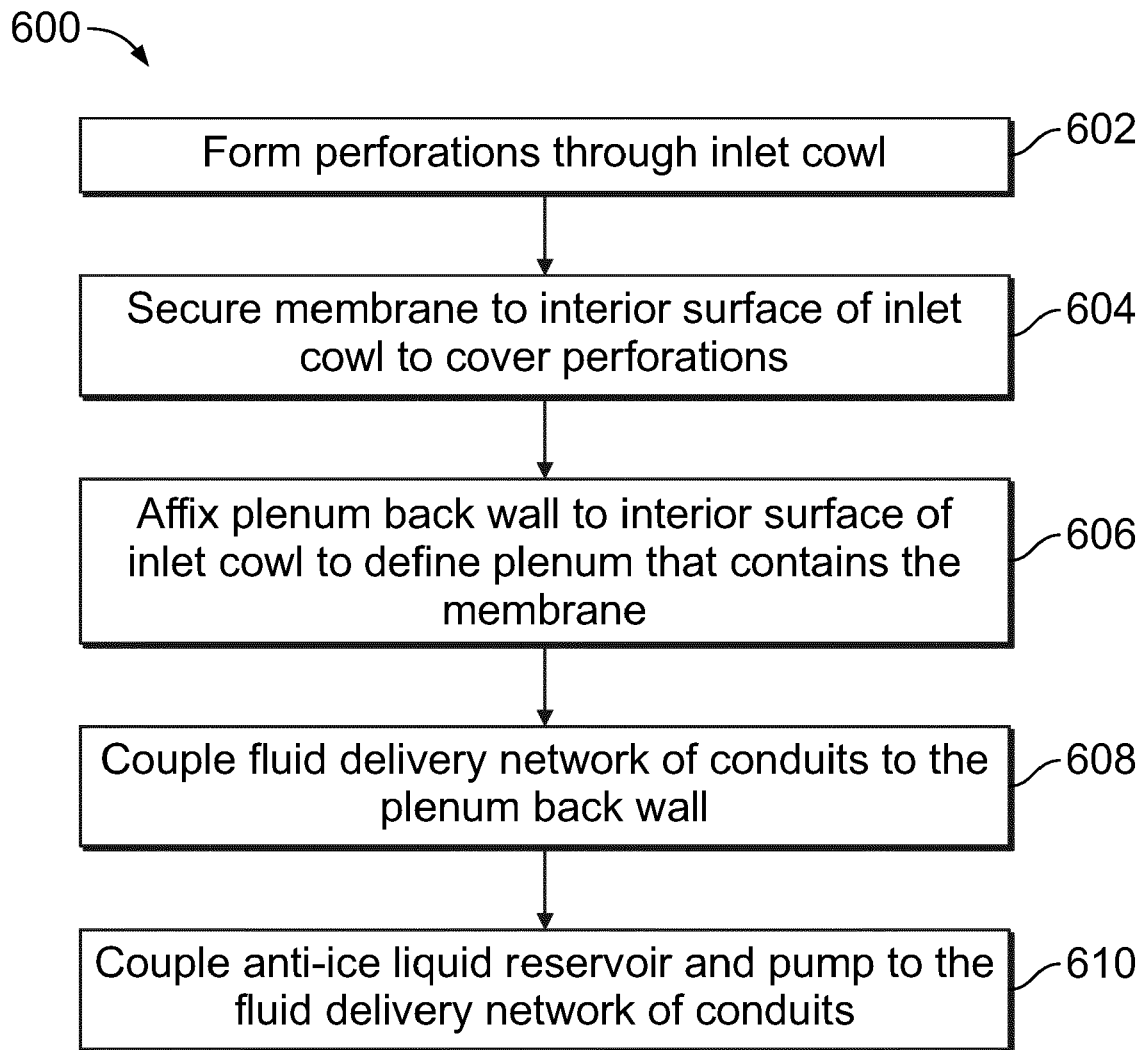 600
Form perforations through inlet cowl
602
Secure membrane to interior surface of inlet
cowl to cover perforations
604
Affix plenum back wall to interior surface of
inlet cowl to define plenum that contains the
membrane
606
Couple fluid delivery network of conduits to the
plenum back wall
608
Couple anti-ice liquid reservoir and pump to the
fluid delivery network of conduits
610